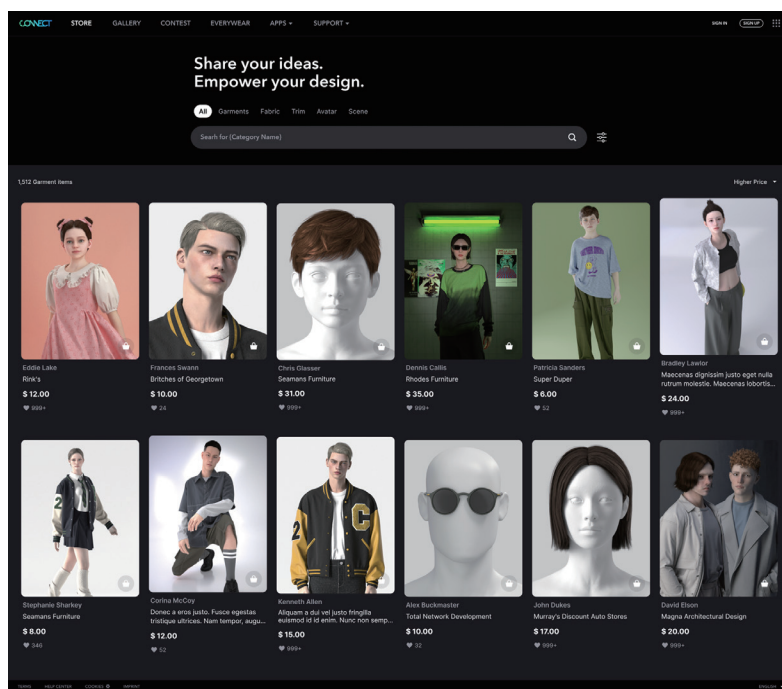 CONNECT STORE GALLERY CONTEST EVERYWEAR APPS SUPPORT SIGN IN SIGN UP
Share your ideas.
Empower your design.
All Garments Fabric Trim Avatar Scene
Searh for (Category Name)
1,512 Garment items Higher Price
Eddie Lake
Rink's
$ 12.00
999+
Frances Swann
Britches of Georgetown
$ 10.00
24
Chris Glasser
Seamans Furniture
$ 31.00
999+
Dennis Callis
Rhodes Furniture
$ 35.00
999+
Patricia Sanders
Super Duper
$ 6.00
52
Bradley Lawlor
Maecenas dignissim justo eget nulla
rutrum molestie. Maecenas lobortis...
$ 24.00
999+
2
Stephanie Sharkey
Seamans Furniture
$ 8.00
346
Corina McCoy
Donec a eros justo. Fusce egestas
tristique ultrices. Nam tempor, augu...
$ 12.00
52
2 C
Kenneth Allen
Aliquam a dui vel justo fringilla
euismod id id enim. Nunc non semp...
$ 15.00
999+
Alex Buckmaster
Total Network Development
$ 10.00
32
John Dukes
Murray's Discount Auto Stores
$ 17.00
999+
David Elson
Magna Architectural Design
$ 20.00
999+
TERMS HELP CENTER COOKIES IMPRINT ENGLISH